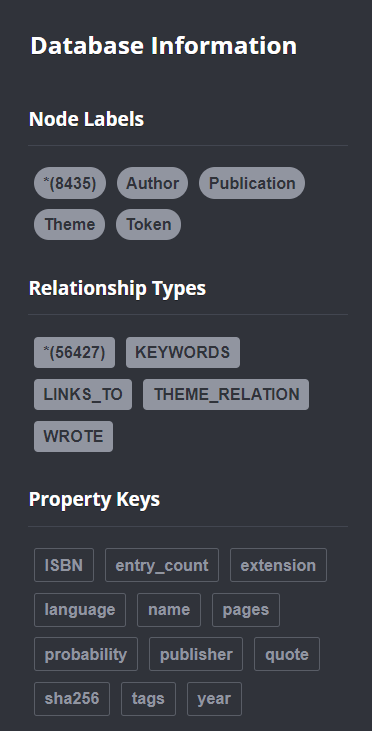 Database Information
Node Labels
*(8435) Author Publication
Theme Token
Relationship Types
*(56427) KEYWORDS
LINKS_TO THEME_RELATION
WROTE
Property Keys
ISBN entry_count extension
language name pages
probability publisher quote
sha256 tags year